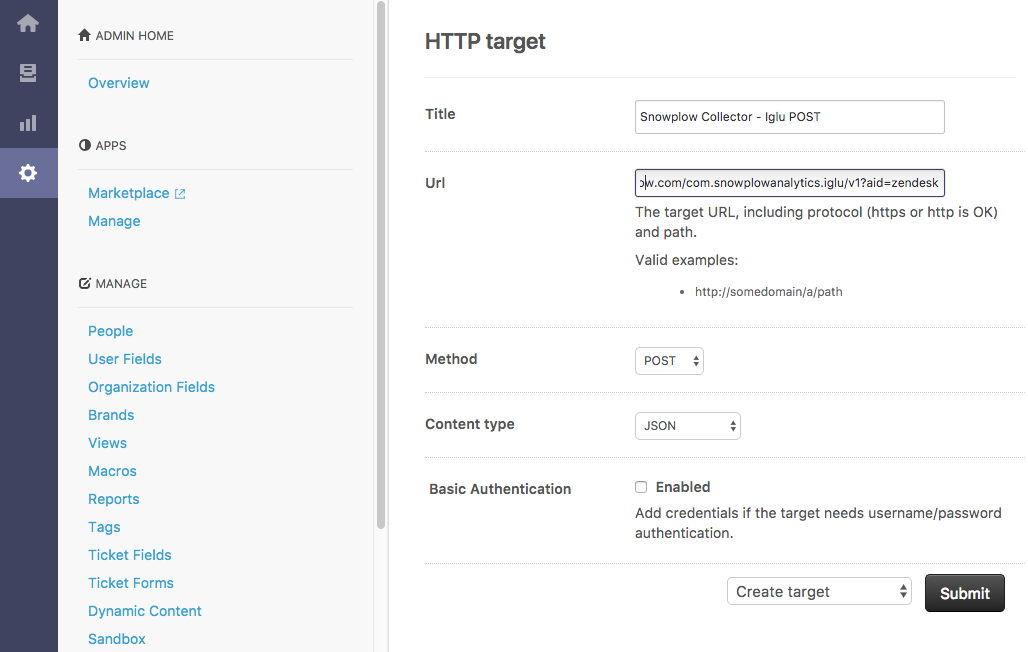 ADMIN HOME
Overview
APPS
Marketplace
Manage
MANAGE
People
User Fields
Organization Fields
Brands
Views
Macros
Reports
Tags
Ticket Fields
Ticket Forms
Dynamic Content
Sandbox
HTTP target
Title
Snowplow Collector - Iglu POST
Url
ow.com/com.snowplowanalytics.iglu/v1?aid=zendesk
The target URL, including protocol (https or http is OK)
and path.
Valid examples:
• http://somedomain/a/path
Method
POST
Content type
JSON
Basic Authentication
Enabled
Add credentials if the target needs username/password
authentication.
Create target
Submit